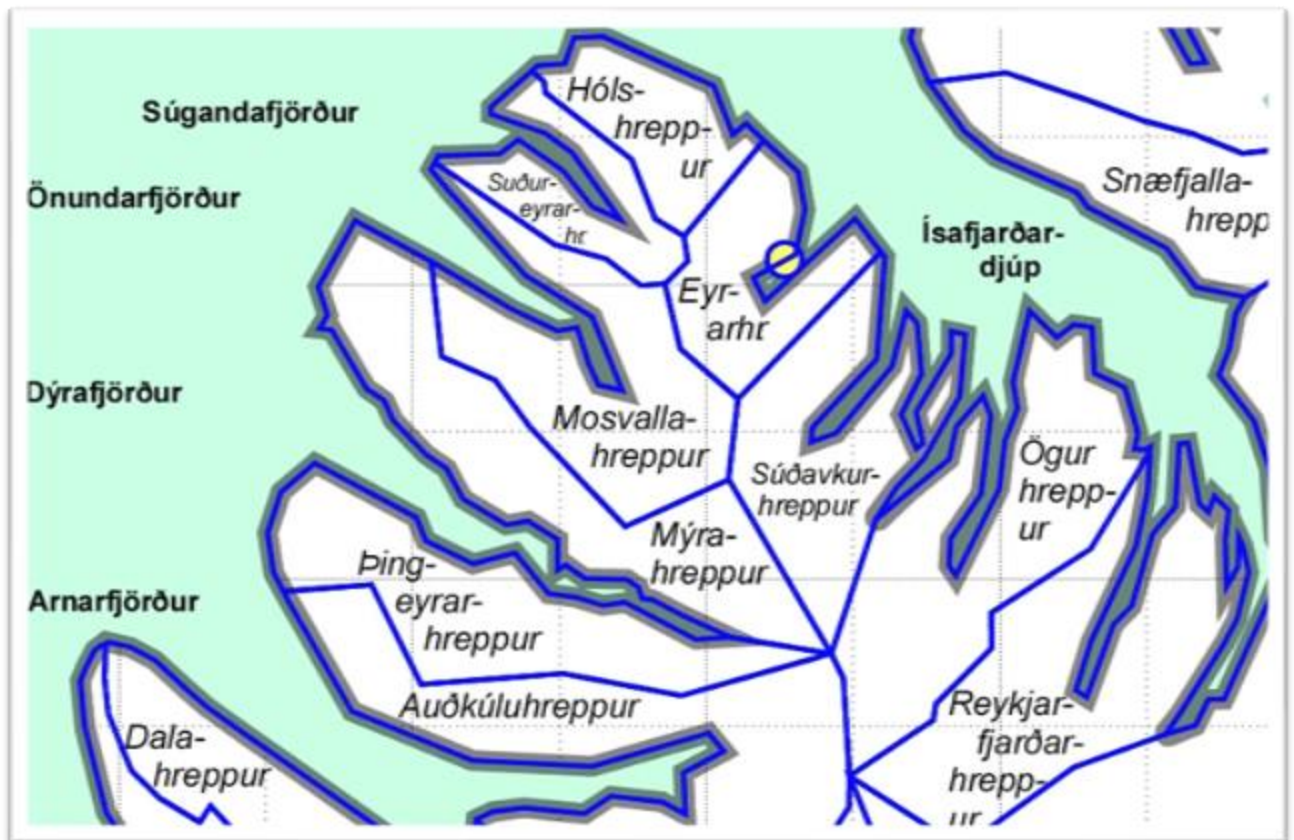 Hóls-
hrepp-
ur
Súgandafjörður
Suður-
eyrar-
hr.
Önundarfjörður
Snæfjalla-
hrepp
Ísafjarðar-
djúp
Eyr-
arhr.
Dýrafjörður
Mosvalla-
hreppur
Súðavkur-
hreppur
Ögur
hrepp-
ur
Mýra-
hreppur
Þing-
eyrar-
hreppur
Arnarfjörður
Auðkúluhreppur
Reykjar-
fjarðar-
hrepp-
ur
Dala-
hreppur